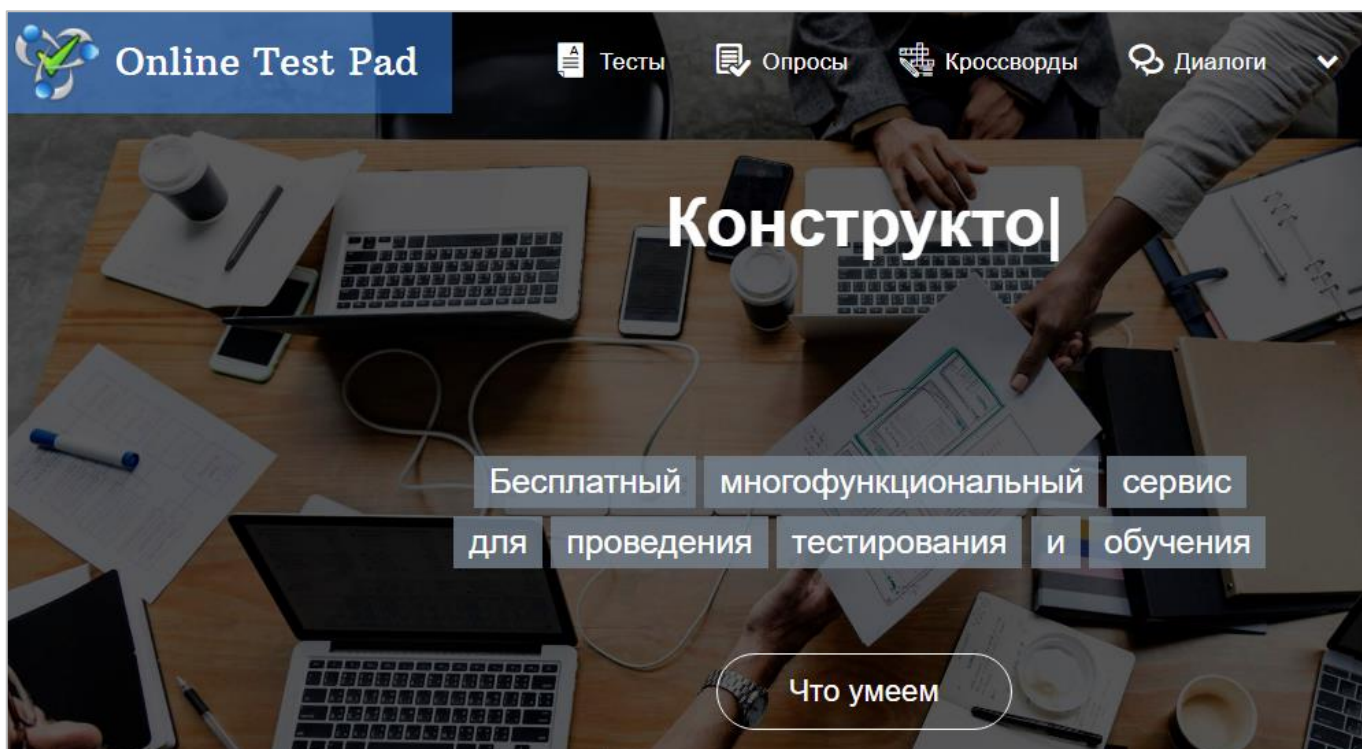 Online Test Pad
Тесты Опросы Кроссворды Диалоги
Конструкто
Бесплатный многофункциональный сервис
для проведения тестирования и обучения
Что умеем